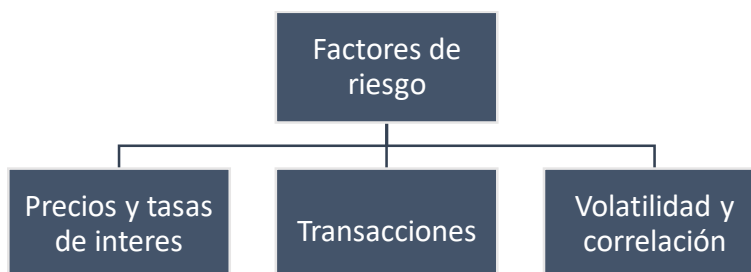 Factores de
riesgo
Precios y tasas
de interes
Transacciones
Volatilidad y
correlación